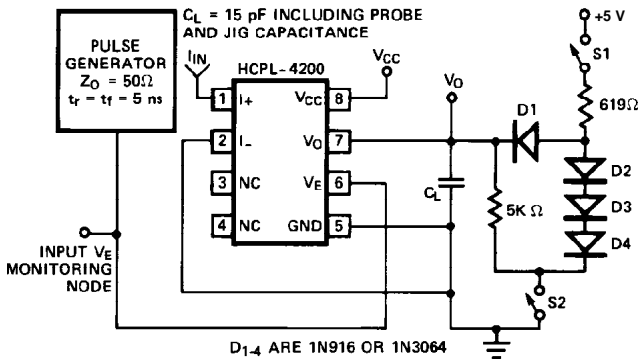 C_L = 15 pF INCLUDING PROBE
AND JIG CAPACITANCE
PULSE
GENERATOR
Z_O = 50Ω
t_r = t_f = 5 ns
I_IN
HCPL-4200
V_CC
V_O
+5 V
S1
619Ω
D1
D2
D3
D4
1 I+
V_CC 8
2 I–
V_O 7
3 NC
V_E 6
4 NC
GND 5
C_L
5K Ω
S2
INPUT V_E
MONITORING
NODE
D_1-4 ARE 1N916 OR 1N3064